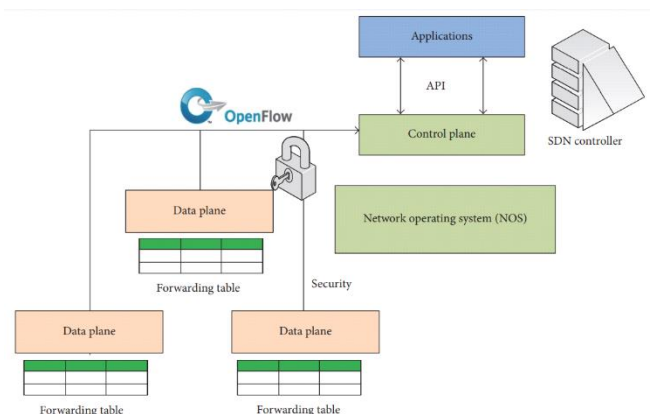 Applications
API
SDN controller
OpenFlow
Control plane
Data plane
Network operating system (NOS)
Forwarding table
Security
Data plane
Data plane
Forwarding table
Forwarding table